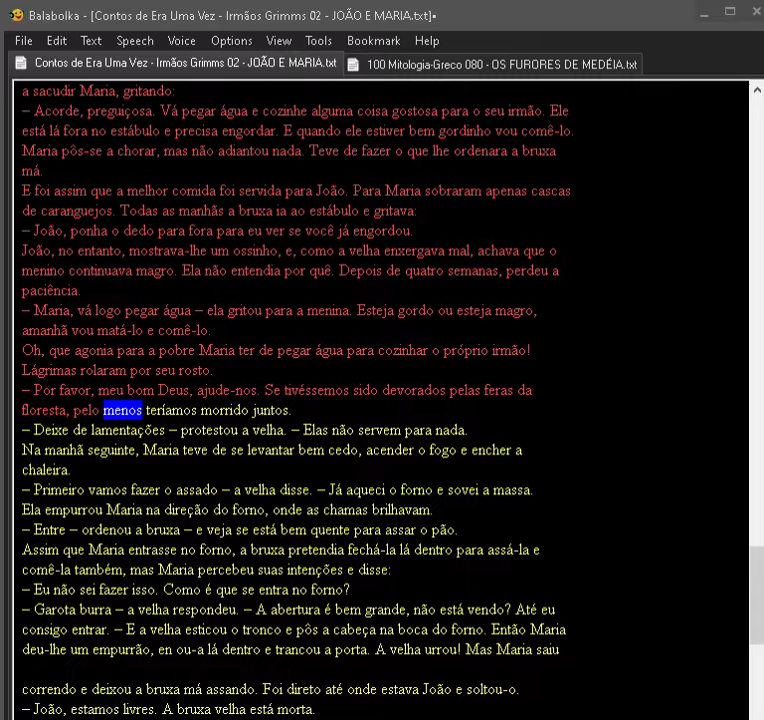 Balabolka - [Contos de Era Uma Vez - Irmãos Grimms 02 - JOÃO E MARIA.txt]•
File Edit Text Speech Voice Options View Tools Bookmark Help
Contos de Era Uma Vez - Irmãos Grimms 02 - JOÃO E MARIA.txt 100 Mitologia-Greco 080 - OS FURORES DE MEDÉIA.txt
a sacudir Maria, gritando:
– Acorde, preguiçosa. Vá pegar água e cozinhe alguma coisa gostosa para o seu irmão. Ele
está lá fora no estábulo e precisa engordar. E quando ele estiver bem gordinho vou comê-lo.
Maria pôs-se a chorar, mas não adiantou nada. Teve de fazer o que lhe ordenara a bruxa
má.
E foi assim que a melhor comida foi servida para João. Para Maria sobraram apenas cascas
de caranguejos. Todas as manhãs a bruxa ia ao estábulo e gritava:
– João, ponha o dedo para fora para eu ver se você já engordou.
João, no entanto, mostrava-lhe um ossinho, e, como a velha enxergava mal, achava que o
menino continuava magro. Ela não entendia por quê. Depois de quatro semanas, perdeu a
paciência.
– Maria, vá logo pegar água – ela gritou para a menina. Esteja gordo ou esteja magro,
amanhã vou matá-lo e comê-lo.
Oh, que agonia para a pobre Maria ter de pegar água para cozinhar o próprio irmão!
Lágrimas rolaram por seu rosto.
– Por favor, meu bom Deus, ajude-nos. Se tivéssemos sido devorados pelas feras da
floresta, pelo menos teríamos morrido juntos.
– Deixe de lamentações – protestou a velha. – Elas não servem para nada.
Na manhã seguinte, Maria teve de se levantar bem cedo, acender o fogo e encher a
chaleira.
– Primeiro vamos fazer o assado – a velha disse. – Já aqueci o forno e sovei a massa.
Ela empurrou Maria na direção do forno, onde as chamas brilhavam.
– Entre – ordenou a bruxa – e veja se está bem quente para assar o pão.
Assim que Maria entrasse no forno, a bruxa pretendia fechá-la lá dentro para assá-la e
comê-la também, mas Maria percebeu suas intenções e disse:
– Eu não sei fazer isso. Como é que se entra no forno?
– Garota burra – a velha respondeu. – A abertura é bem grande, não está vendo? Até eu
consigo entrar. – E a velha esticou o tronco e pôs a cabeça na boca do forno. Então Maria
deu-lhe um empurrão, en ou-a lá dentro e trancou a porta. A velha urrou! Mas Maria saiu
correndo e deixou a bruxa má assando. Foi direto até onde estava João e soltou-o.
– João, estamos livres. A bruxa velha está morta.